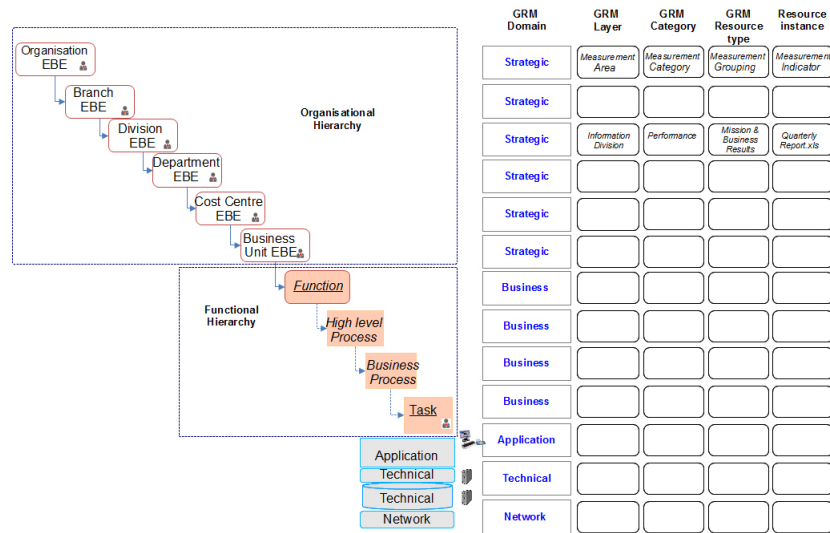 GRM Domain
GRM Layer
GRM Category
GRM Resource type
Resource instance
Organisation
EBE
Branch
EBE
Division
EBE
Department
EBE
Cost Centre
EBE
Business
Unit EBE
Organisational
Hierarchy
Functional
Hierarchy
Function
High level
Process
Business
Process
Task
Application
Technical
Technical
Network
Strategic
Measurement
Area
Measurement
Category
Measurement
Grouping
Measurement
Indicator
Strategic
Strategic
Information
Division
Performance
Mission &
Business
Results
Quarterly
Report.xls
Strategic
Strategic
Strategic
Business
Business
Business
Business
Application
Technical
Network